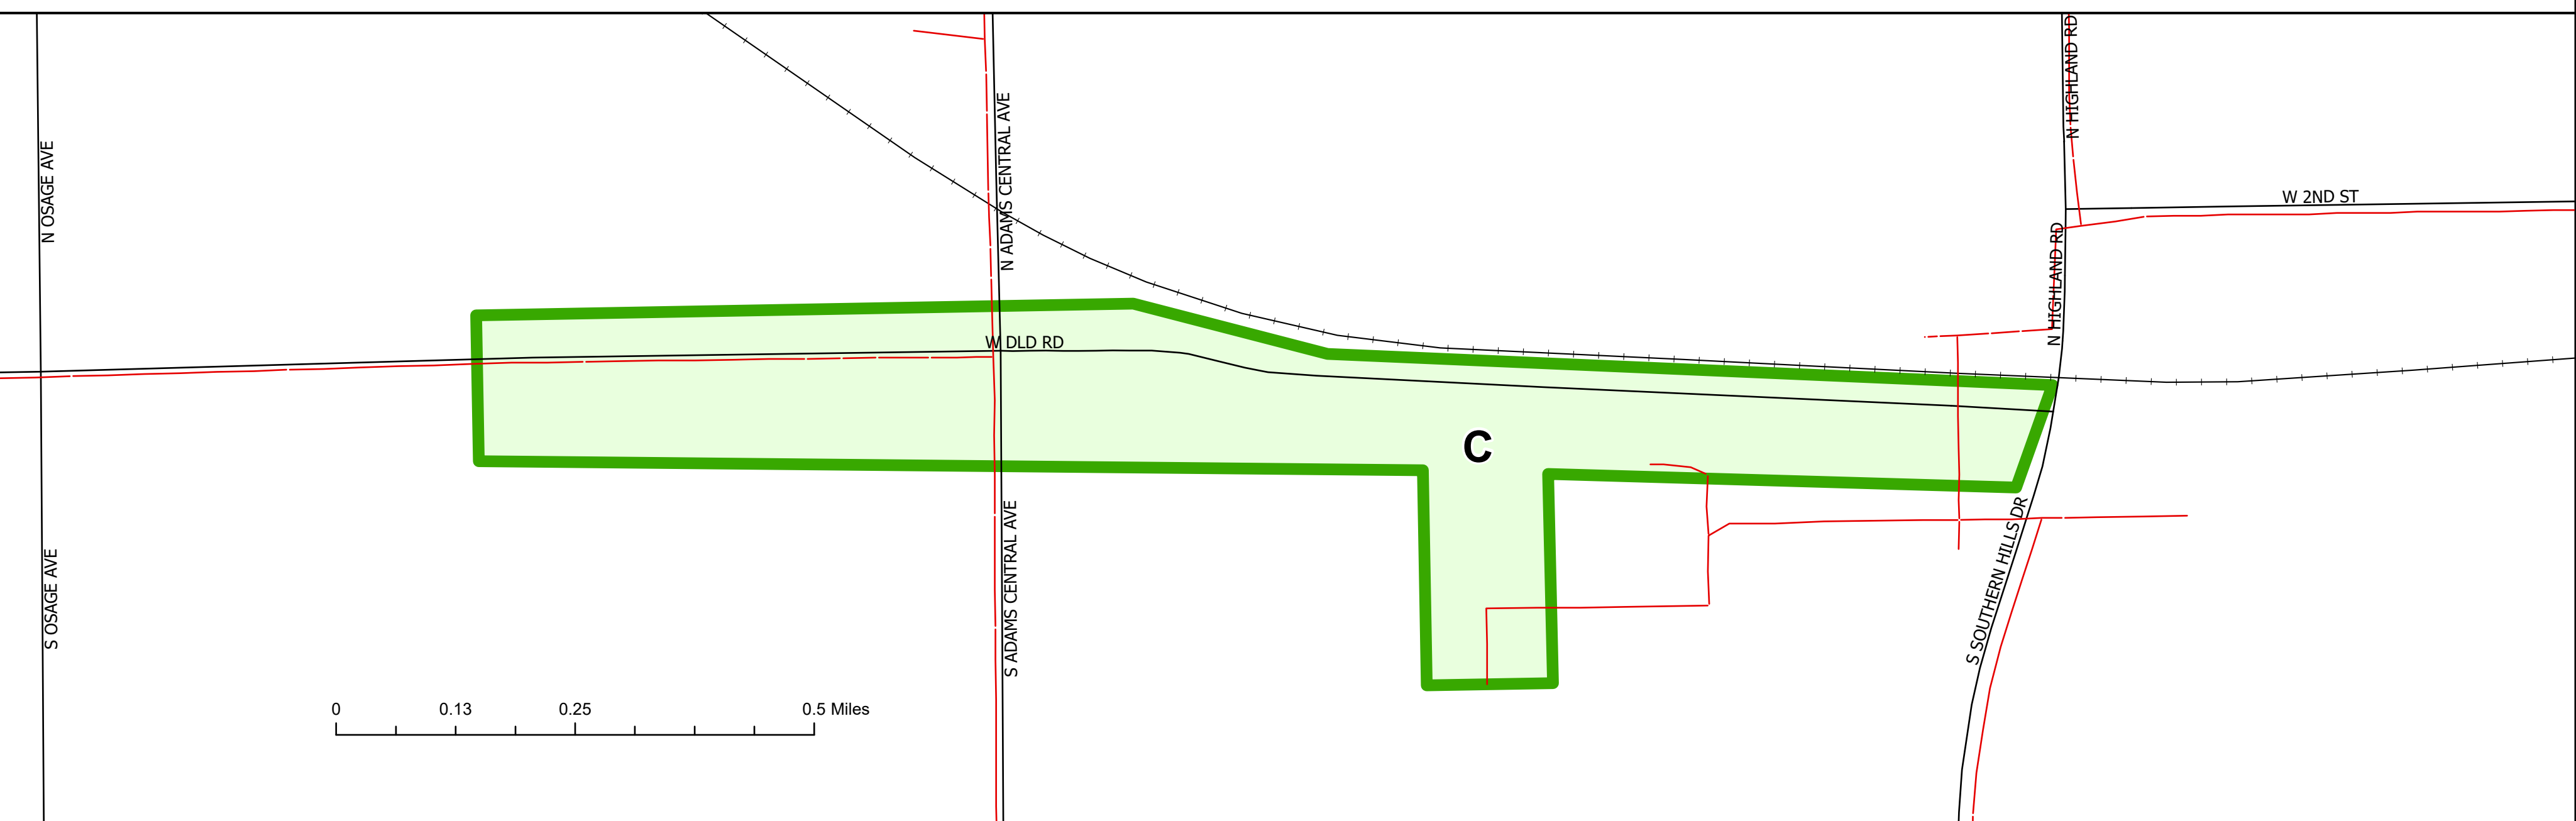 N HIGHLAND RD
N OSAGE AVE
N ADAMS CENTRAL AVE
W 2ND ST
N HIGHLAND RD
W DLD RD
C
S OSAGE AVE
S ADAMS CENTRAL AVE
S SOUTHERN HILLS DR
0 0.13 0.25 0.5 Miles